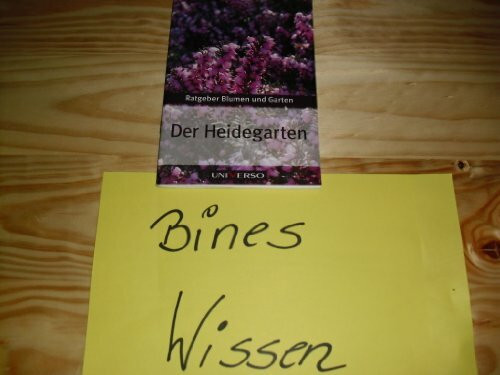 Ratgeber Blumen und Garten
Der Heidegarten
UNIVERSO
Bines
Wissen